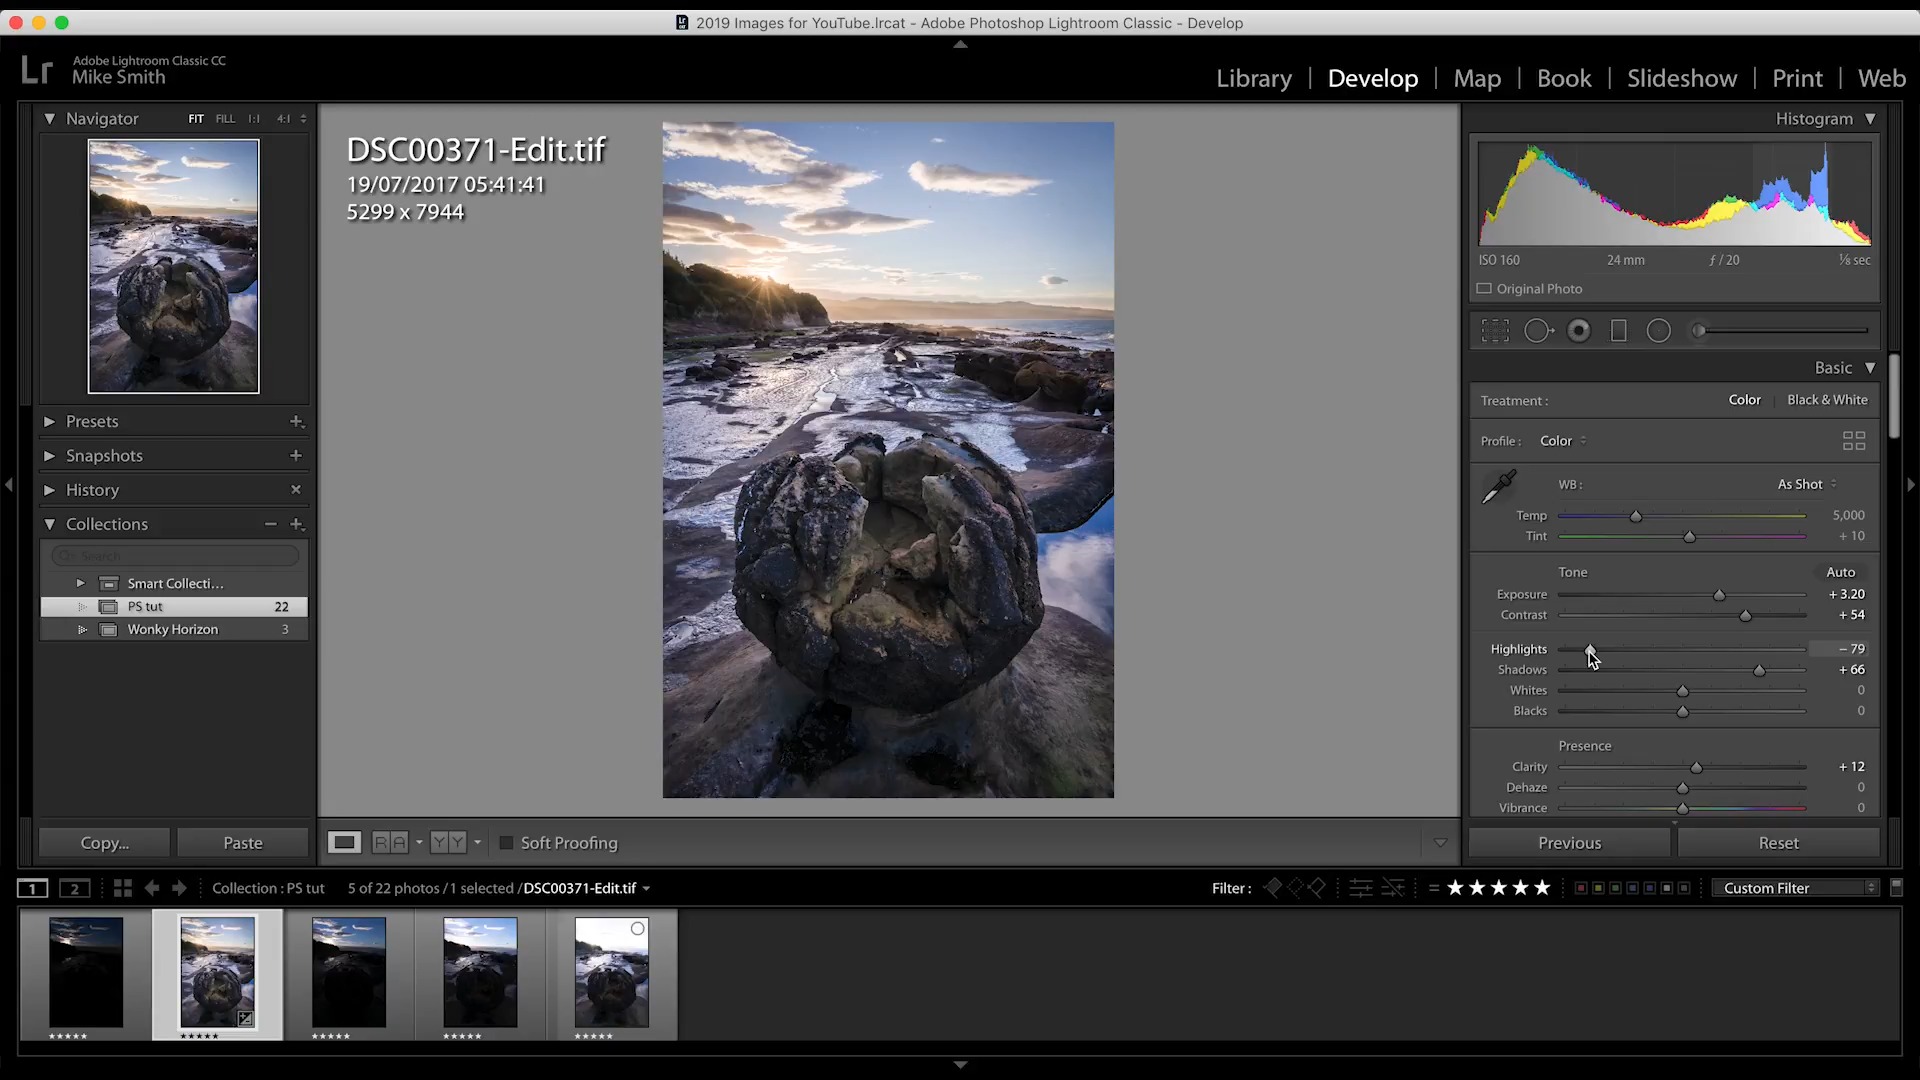 2019 Images for YouTube.lrcat - Adobe Photoshop Lightroom Classic - Develop
Lr
Adobe Lightroom Classic CC
Mike Smith
Library | Develop | Map | Book | Slideshow | Print | Web
Navigator FIT FILL 1:1 4:1
DSC00371-Edit.tif
19/07/2017 05:41:41
5299 x 7944
Presets
Snapshots
History
Collections
Search
Smart Collecti...
PS tut 22
Wonky Horizon 3
Copy... Paste
R A Y Y Soft Proofing
Histogram
ISO 160 24 mm ƒ / 20 ⅛ sec
Original Photo
Basic
Treatment : Color Black & White
Profile : Color
WB : As Shot
Temp 5,000
Tint + 10
Tone Auto
Exposure + 3.20
Contrast + 54
Highlights − 79
Shadows + 66
Whites 0
Blacks 0
Presence
Clarity + 12
Dehaze 0
Vibrance 0
Previous Reset
1 2 Collection : PS tut 5 of 22 photos / 1 selected / DSC00371-Edit.tif Filter : Custom Filter